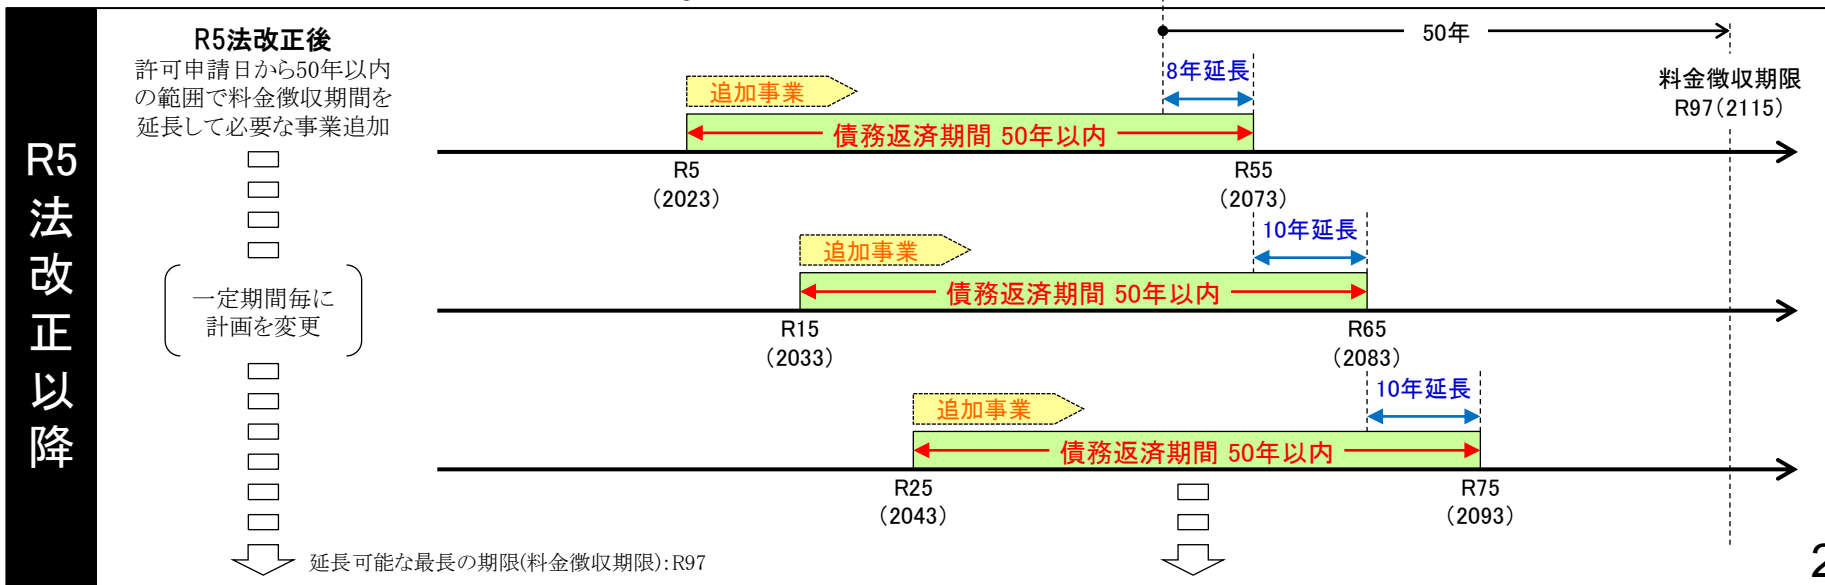 R5法改正以降
R5法改正後
許可申請日から50年以内
の範囲で料金徴収期間を
延長して必要な事業追加
一定期間毎に
計画を変更
延長可能な最長の期限(料金徴収期限):R97
50年
8年延長
料金徴収期限
R97(2115)
追加事業
債務返済期間 50年以内
R5
(2023)
R55
(2073)
10年延長
追加事業
債務返済期間 50年以内
R15
(2033)
R65
(2083)
10年延長
追加事業
債務返済期間 50年以内
R25
(2043)
R75
(2093)